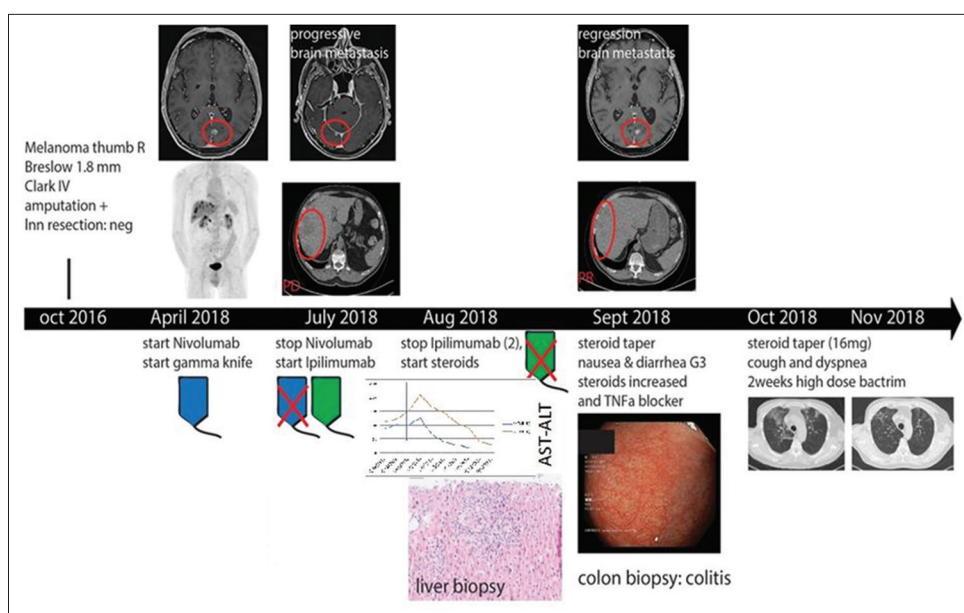 progressive
brain metastasis
regression
brain metastatis
Melanoma thumb R
Breslow 1.8 mm
Clark IV
amputation +
lnn resection: neg
PD
PR
oct 2016
April 2018
July 2018
Aug 2018
Sept 2018
Oct 2018
Nov 2018
start Nivolumab
start gamma knife
stop Nivolumab
start Ipilimumab
stop Ipilimumab (2),
start steroids
steroid taper
nausea & diarrhea G3
steroids increased
and TNFa blocker
steroid taper (16mg)
cough and dyspnea
2weeks high dose bactrim
AST-ALT
liver biopsy
colon biopsy: colitis